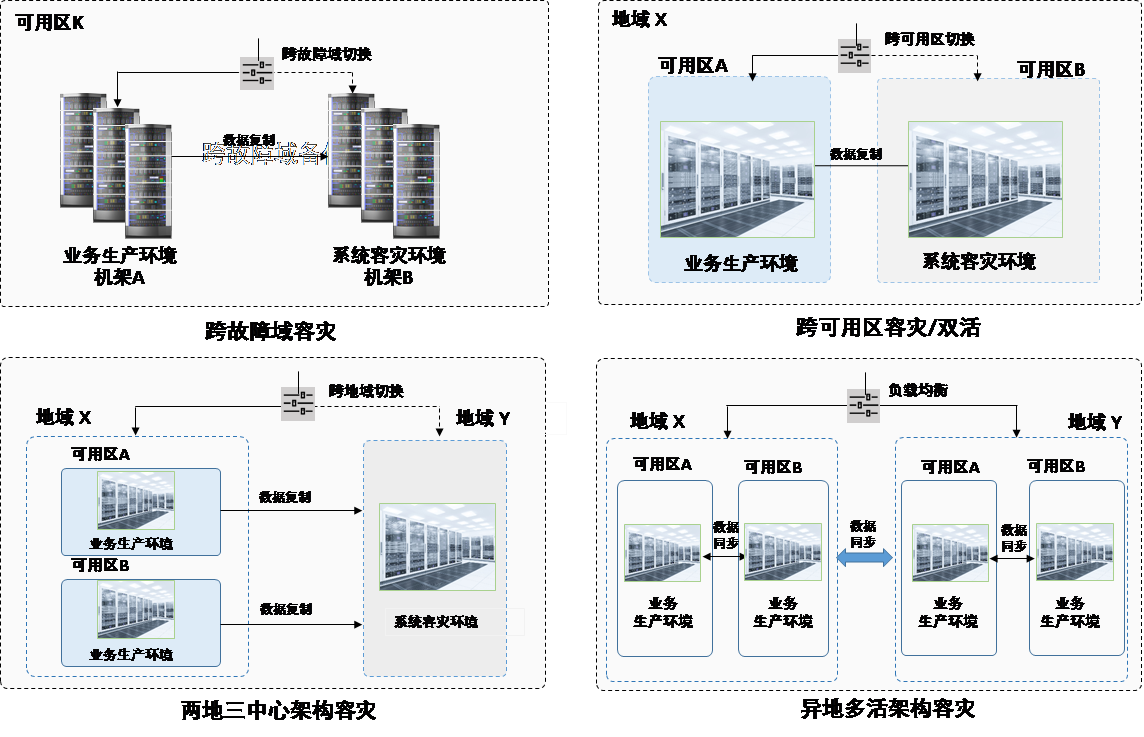 可用区K
跨故障域切换
数据复制
跨故障域备
业务生产环境
机架A
系统容灾环境
机架B
跨故障域容灾
地域 X
跨可用区切换
可用区A
可用区B
数据复制
业务生产环境
系统容灾环境
跨可用区容灾/双活
跨地域切换
地域 X
地域 Y
可用区A
数据复制
业务生产环境
可用区B
数据复制
业务生产环境
系统容灾环境
两地三中心架构容灾
负载均衡
地域 X
地域 Y
可用区A
可用区B
可用区A
可用区B
数据
同步
数据
同步
数据
同步
业务
生产环境
业务
生产环境
业务
生产环境
业务
生产环境
异地多活架构容灾